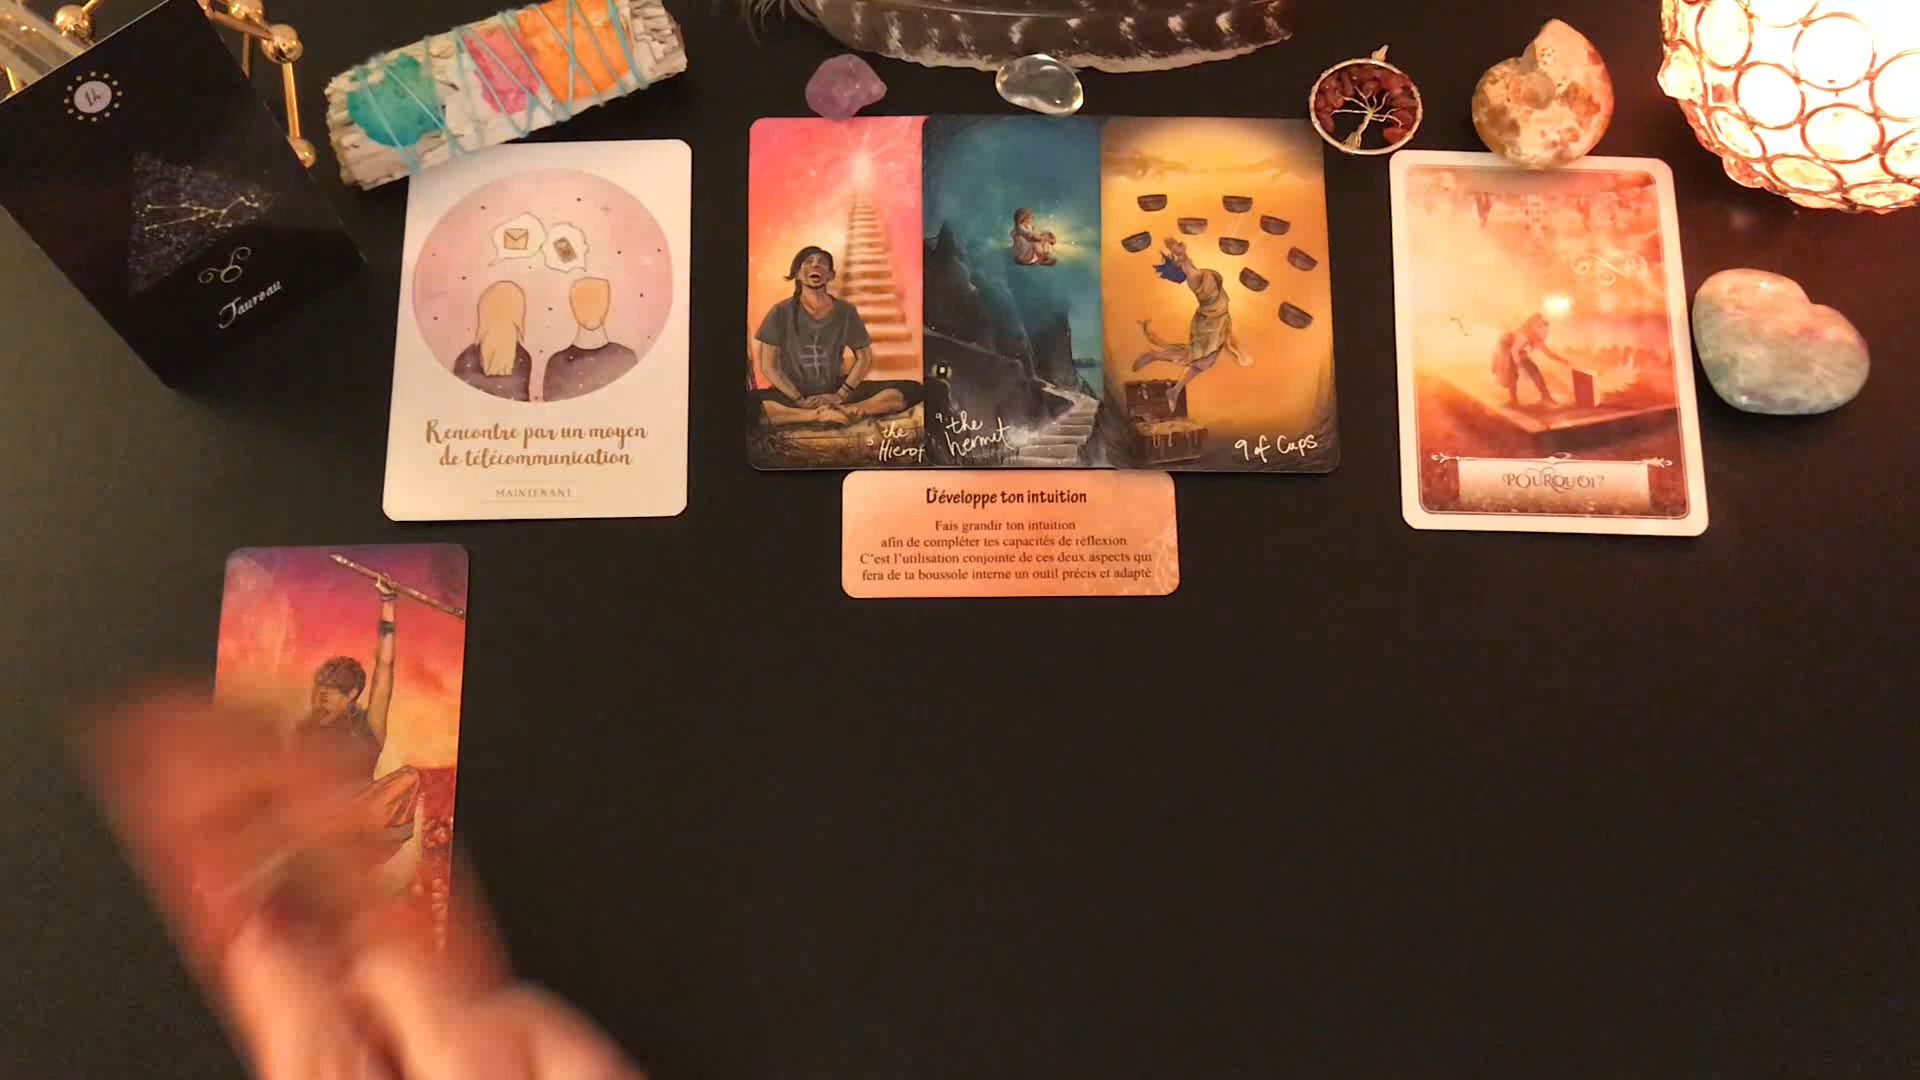 Taureau
Rencontre par un moyen
de télécommunication
MAINTENANT
5 the
Hierof
9 the
hermit
9 of Cups
Développe ton intuition
Fais grandir ton intuition
afin de compléter tes capacités de réflexion
C'est l'utilisation conjointe de ces deux aspects qui
fera de ta boussole interne un outil précis et adapté
POURQUOI?